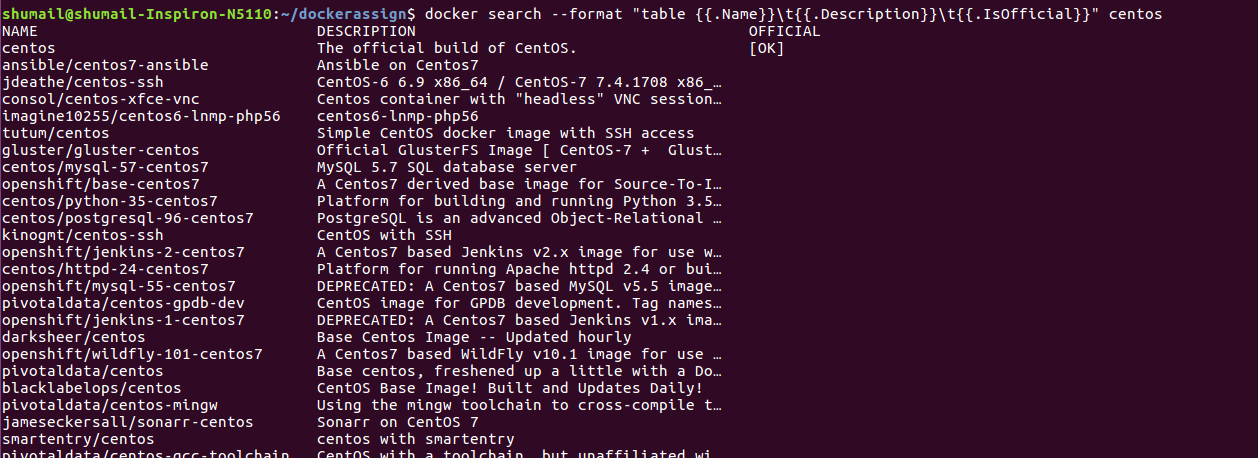 shumail@shumail-Inspiron-N5110:~/dockerassign$ docker search --format "table {{.Name}}\t{{.Description}}\t{{.IsOfficial}}" centos
NAME DESCRIPTION OFFICIAL
centos The official build of CentOS. [OK]
ansible/centos7-ansible Ansible on Centos7
jdeathe/centos-ssh CentOS-6 6.9 x86_64 / CentOS-7 7.4.1708 x86_…
consol/centos-xfce-vnc Centos container with "headless" VNC session…
imagine10255/centos6-lnmp-php56 centos6-lnmp-php56
tutum/centos Simple CentOS docker image with SSH access
gluster/gluster-centos Official GlusterFS Image [ CentOS-7 + Glust…
centos/mysql-57-centos7 MySQL 5.7 SQL database server
openshift/base-centos7 A Centos7 derived base image for Source-To-I…
centos/python-35-centos7 Platform for building and running Python 3.5…
centos/postgresql-96-centos7 PostgreSQL is an advanced Object-Relational …
kinogmt/centos-ssh CentOS with SSH
openshift/jenkins-2-centos7 A Centos7 based Jenkins v2.x image for use w…
centos/httpd-24-centos7 Platform for running Apache httpd 2.4 or bui…
openshift/mysql-55-centos7 DEPRECATED: A Centos7 based MySQL v5.5 image…
pivotaldata/centos-gpdb-dev CentOS image for GPDB development. Tag names…
openshift/jenkins-1-centos7 DEPRECATED: A Centos7 based Jenkins v1.x ima…
darksheer/centos Base Centos Image -- Updated hourly
openshift/wildfly-101-centos7 A Centos7 based WildFly v10.1 image for use …
pivotaldata/centos Base centos, freshened up a little with a Do…
blacklabelops/centos CentOS Base Image! Built and Updates Daily!
pivotaldata/centos-mingw Using the mingw toolchain to cross-compile t…
jameseckersall/sonarr-centos Sonarr on CentOS 7
smartentry/centos centos with smartentry
pivotaldata/centos-gcc-toolchain CentOS with a toolchain, but unaffiliated wi…